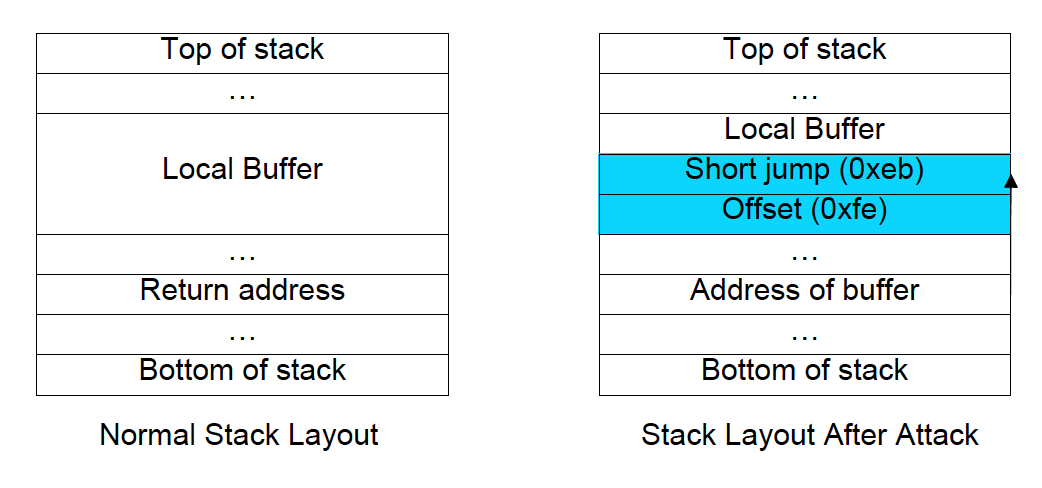 Top of stack
…
Local Buffer
…
Return address
…
Bottom of stack
Normal Stack Layout
Top of stack
…
Local Buffer
Short jump (0xeb)
Offset (0xfe)
…
Address of buffer
…
Bottom of stack
Stack Layout After Attack